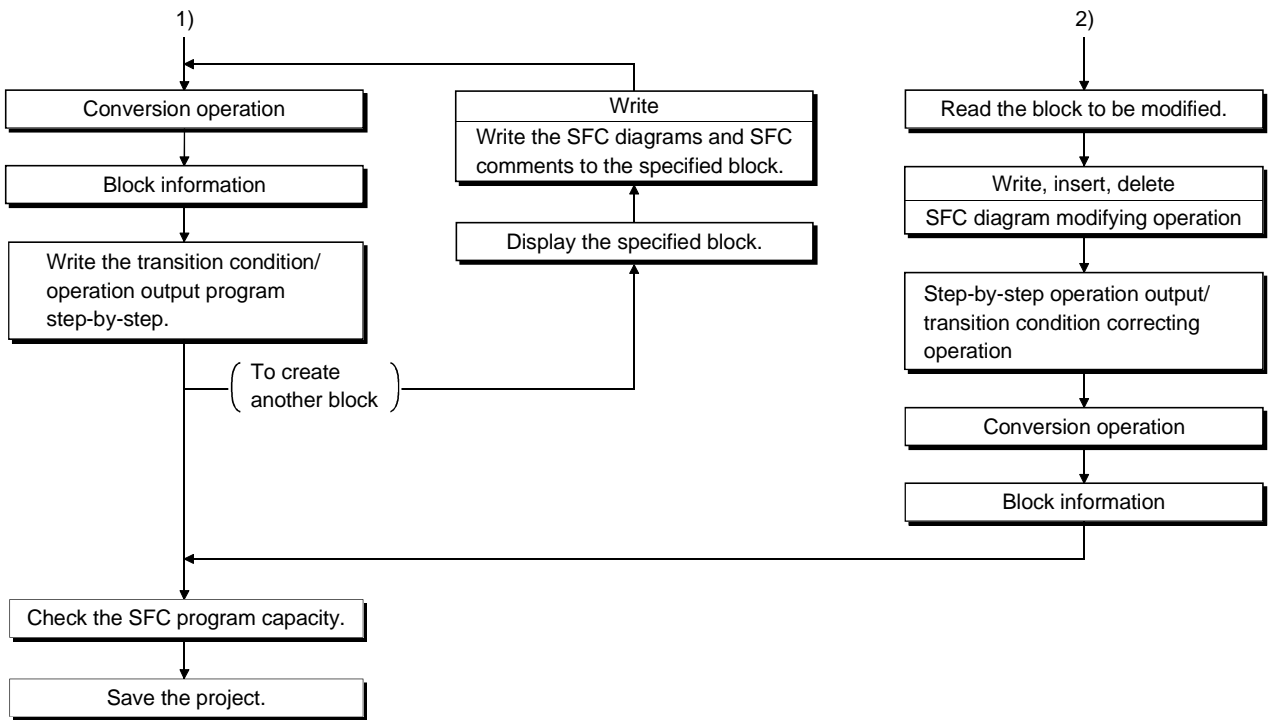 1)
Conversion operation
Block information
Write the transition condition/
operation output program
step-by-step.
To create
another block
Write
Write the SFC diagrams and SFC
comments to the specified block.
Display the specified block.
2)
Read the block to be modified.
Write, insert, delete
SFC diagram modifying operation
Step-by-step operation output/
transition condition correcting
operation
Conversion operation
Block information
Check the SFC program capacity.
Save the project.